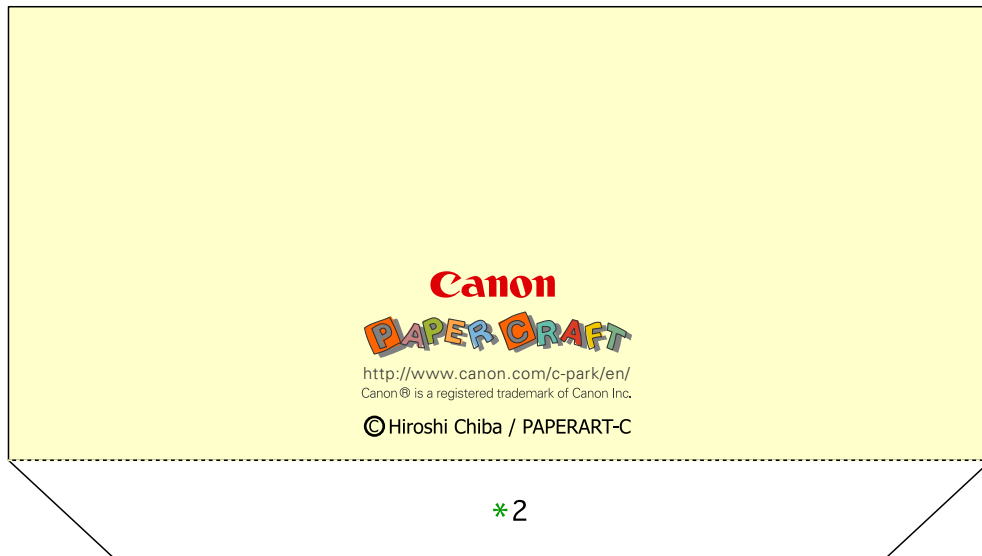 Canon
PAPER CRAFT
http://www.canon.com/c-park/en/
Canon® is a registered trademark of Canon Inc.
©Hiroshi Chiba / PAPERART-C
*2